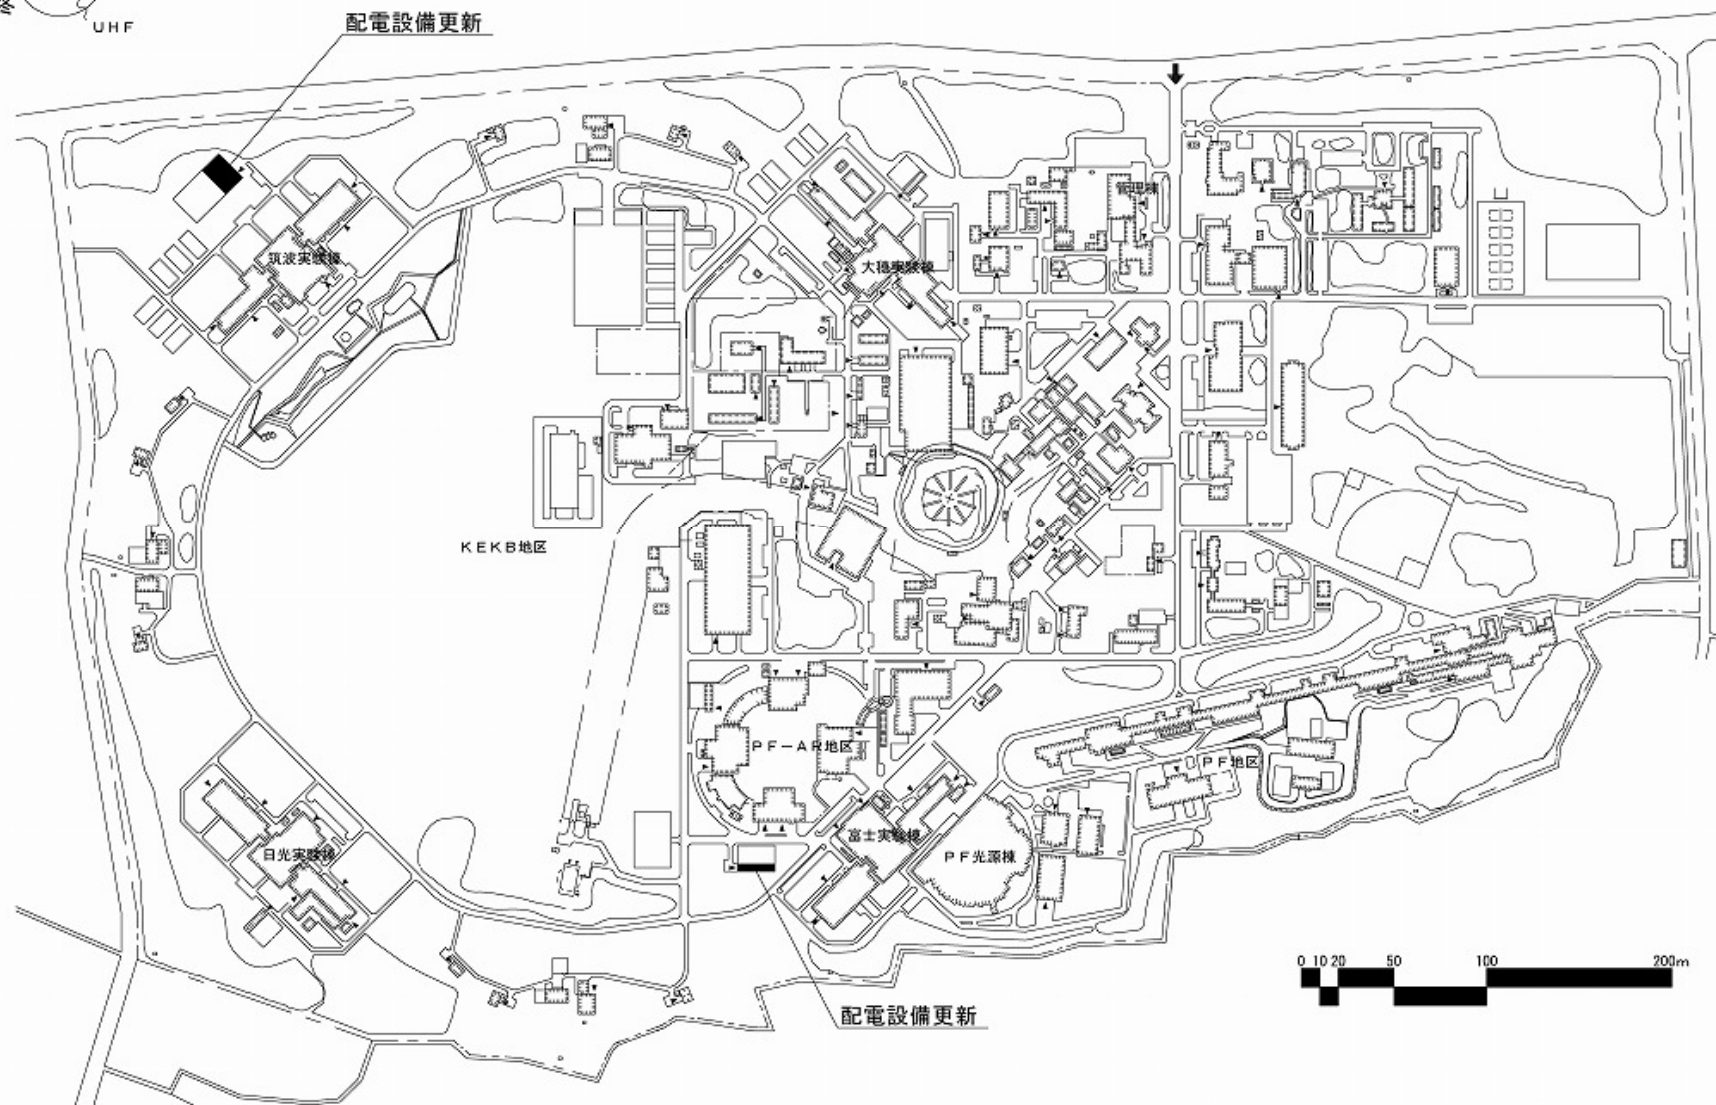 UHF
配電設備更新
管理棟
筑波実験棟
大穂実験棟
KEKB地区
PF-AR地区
PF地区
富士実験棟
日光実験棟
PF光源棟
0 10 20 50 100 200m
配電設備更新